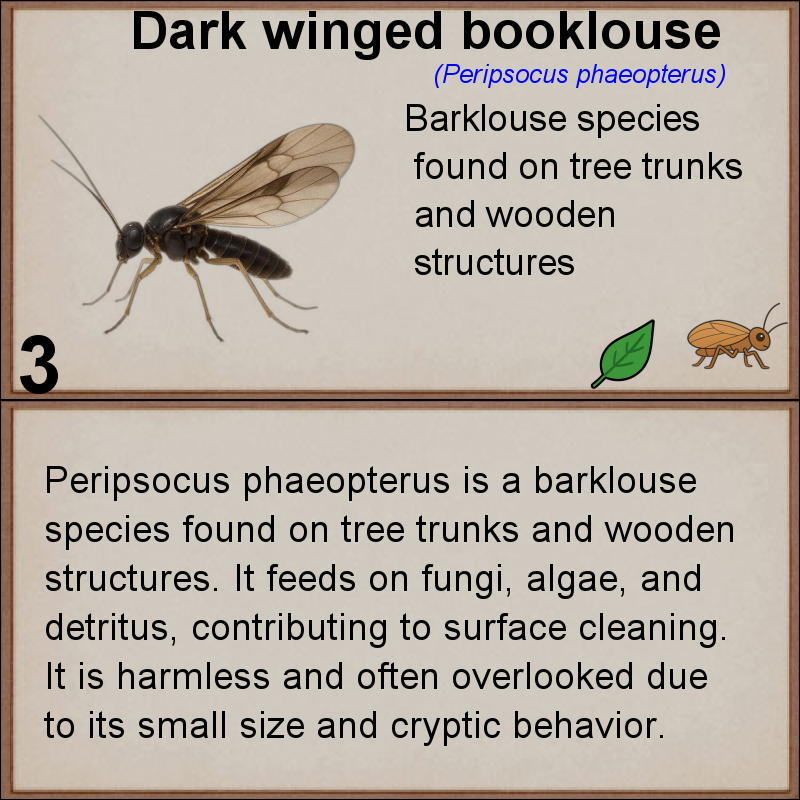 Dark winged booklouse
(Peripsocus phaeopterus)
Barklouse species
found on tree trunks
and wooden
structures
3
Peripsocus phaeopterus is a barklouse
species found on tree trunks and wooden
structures. It feeds on fungi, algae, and
detritus, contributing to surface cleaning.
It is harmless and often overlooked due
to its small size and cryptic behavior.